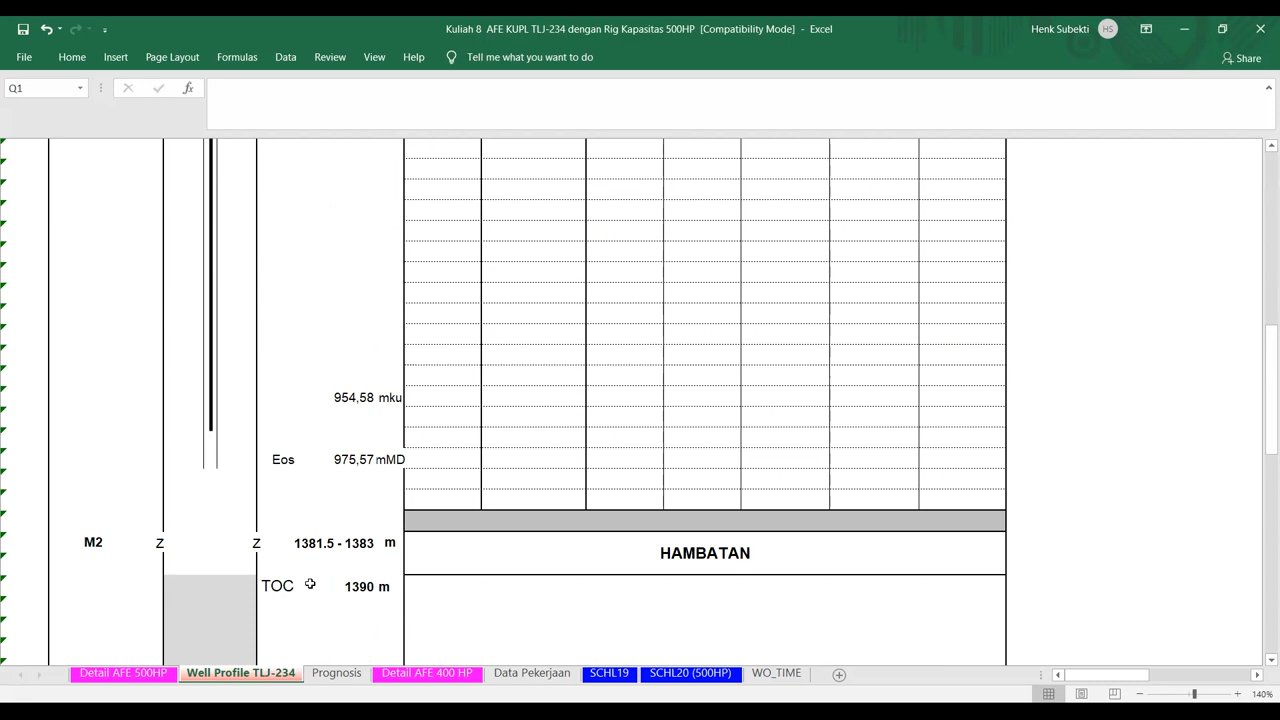 Kuliah 8 AFE KUPL TLJ-234 dengan Rig Kapasitas 500HP [Compatibility Mode] - Excel
Henk Subekti
HS
File Home Insert Page Layout Formulas Data Review View Help Tell me what you want to do
Share
Q1
fx
954,58 mku
Eos 975,57 mMD
M2 Z Z 1381.5 - 1383 m
HAMBATAN
TOC 1390 m
Detail AFE 500HP Well Profile TLJ-234 Prognosis Detail AFE 400 HP Data Pekerjaan SCHL19 SCHL20 (500HP) WO_TIME
140%